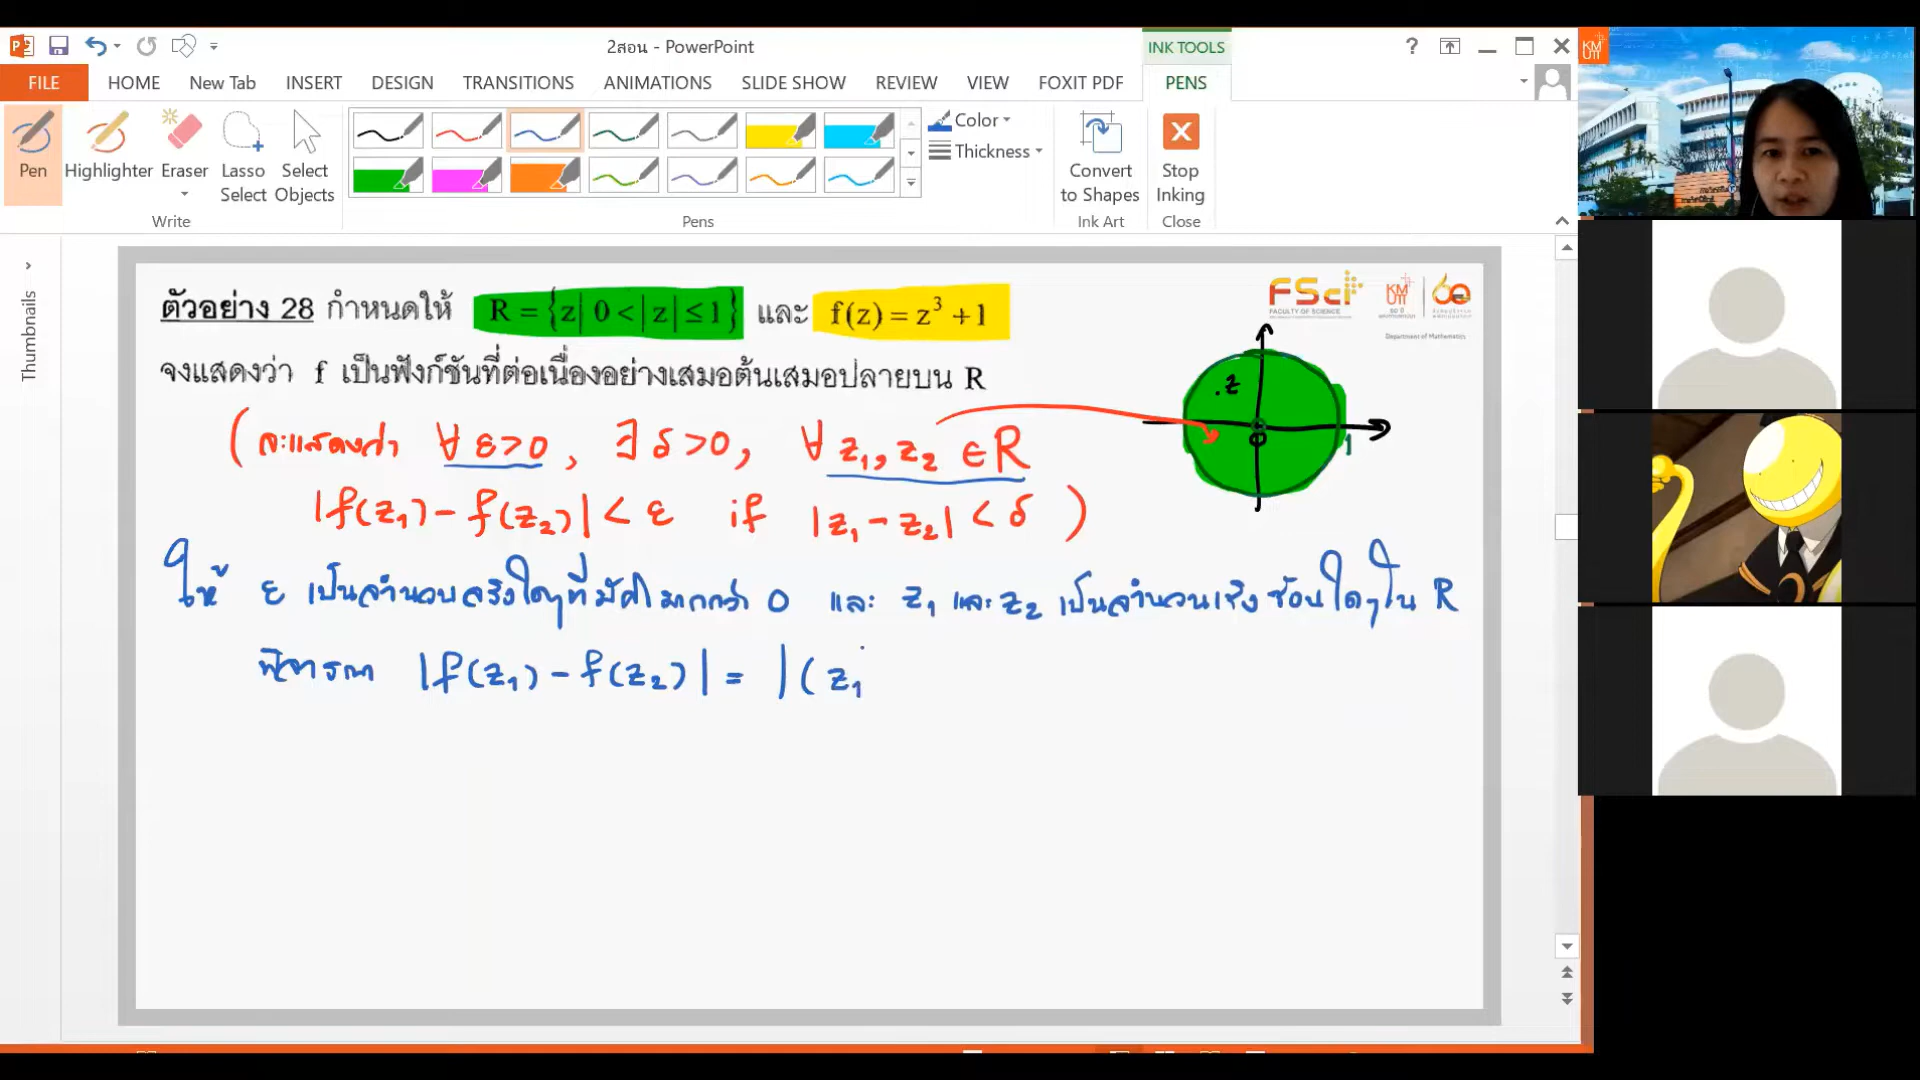 2สอน - PowerPoint
INK TOOLS
FILE HOME New Tab INSERT DESIGN TRANSITIONS ANIMATIONS SLIDE SHOW REVIEW VIEW FOXIT PDF PENS
Pen Highlighter Eraser Lasso Select Select Objects
Color
Thickness
Convert to Shapes
Stop Inking
Write Pens Ink Art Close
Thumbnails
FSci
FACULTY OF SCIENCE
KMUTT
Department of Mathematics
ตัวอย่าง 28 กำหนดให้ R = {z| 0 < |z| ≤ 1} และ f(z) = z³ + 1
จงแสดงว่า f เป็นฟังก์ชันที่ต่อเนื่องอย่างเสมอต้นเสมอปลายบน R
.z
0
1
(จะแสดงว่า ∀ ε>0, ∃ δ>0, ∀ z₁, z₂ ∈ R
|f(z₁) - f(z₂)| < ε if |z₁ - z₂| < δ)
ให้ ε เป็นจำนวนจริงใดๆที่มีค่ามากกว่า 0 และ z₁ และ z₂ เป็นจำนวนเชิงซ้อนใดๆใน R
พิจารณา |f(z₁) - f(z₂)| = |(z₁